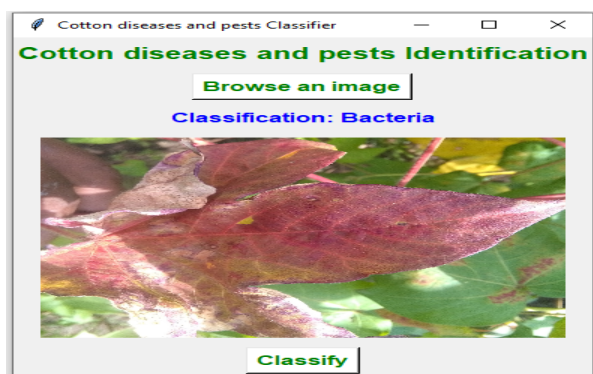 Cotton diseases and pests Classifier
Cotton diseases and pests Identification
Browse an image
Classification: Bacteria
Classify